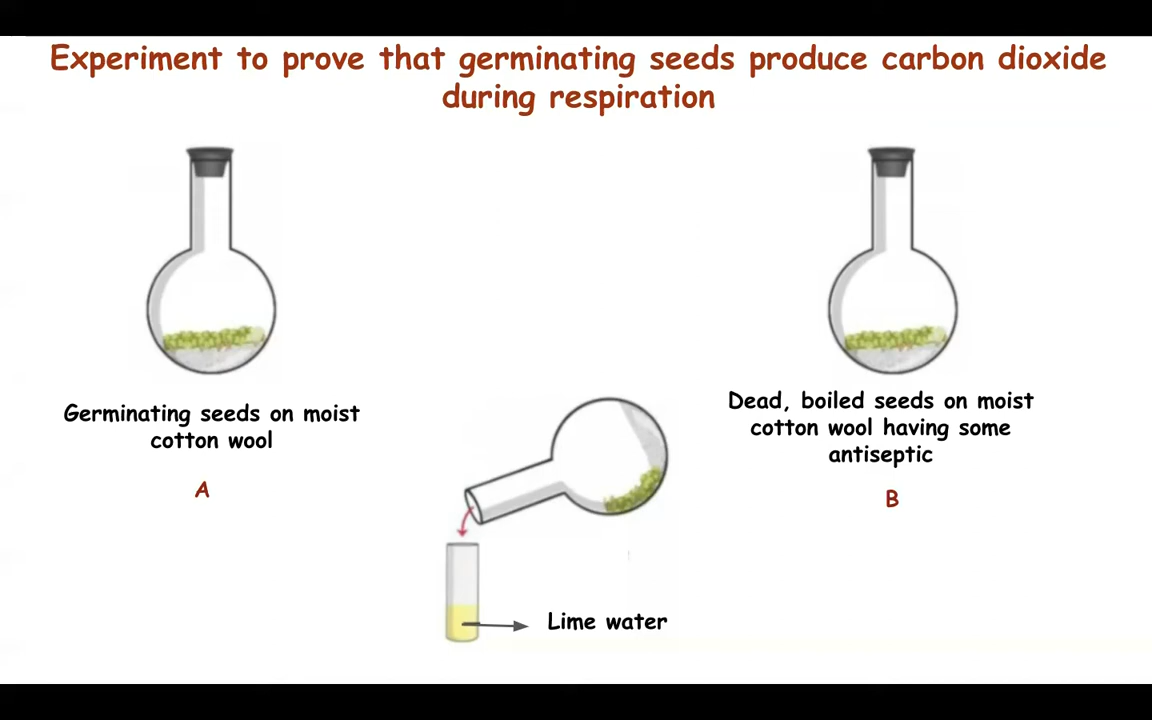 Experiment to prove that germinating seeds produce carbon dioxide
during respiration
Germinating seeds on moist
cotton wool
A
Dead, boiled seeds on moist
cotton wool having some
antiseptic
B
Lime water